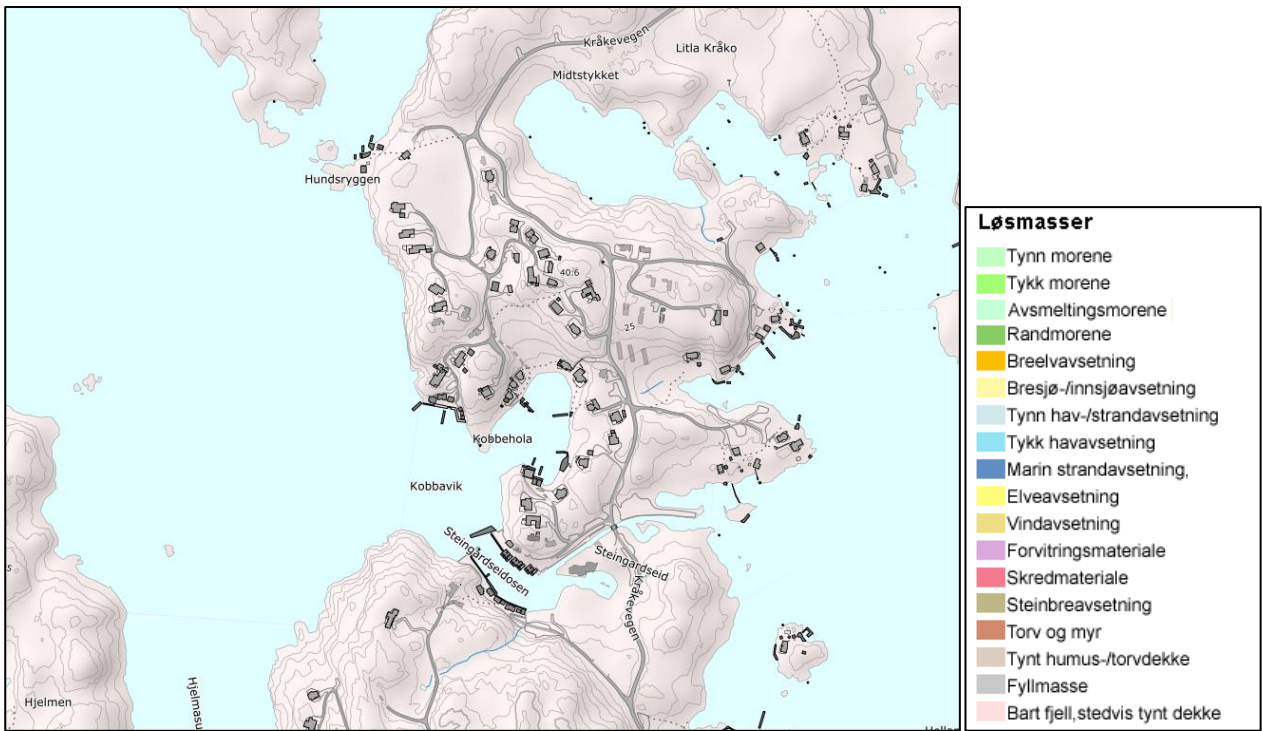 Kråkevegen
Litla Kråko
Midtstykket
T
Hundsryggen
40.6
25
Kobbehola
Kobbavik
Steingardseidosen
Steingardseid
Kråkevegen
s
Hjelmen
Hjelmasu
Hollan
Løsmasser
Tynn morene
Tykk morene
Avsmeltingsmorene
Randmorene
Breelvavsetning
Bresjø-/innsjøavsetning
Tynn hav-/strandavsetning
Tykk havavsetning
Marin strandavsetning,
Elveavsetning
Vindavsetning
Forvitringsmateriale
Skredmateriale
Steinbreavsetning
Torv og myr
Tynt humus-/torvdekke
Fyllmasse
Bart fjell,stedvis tynt dekke